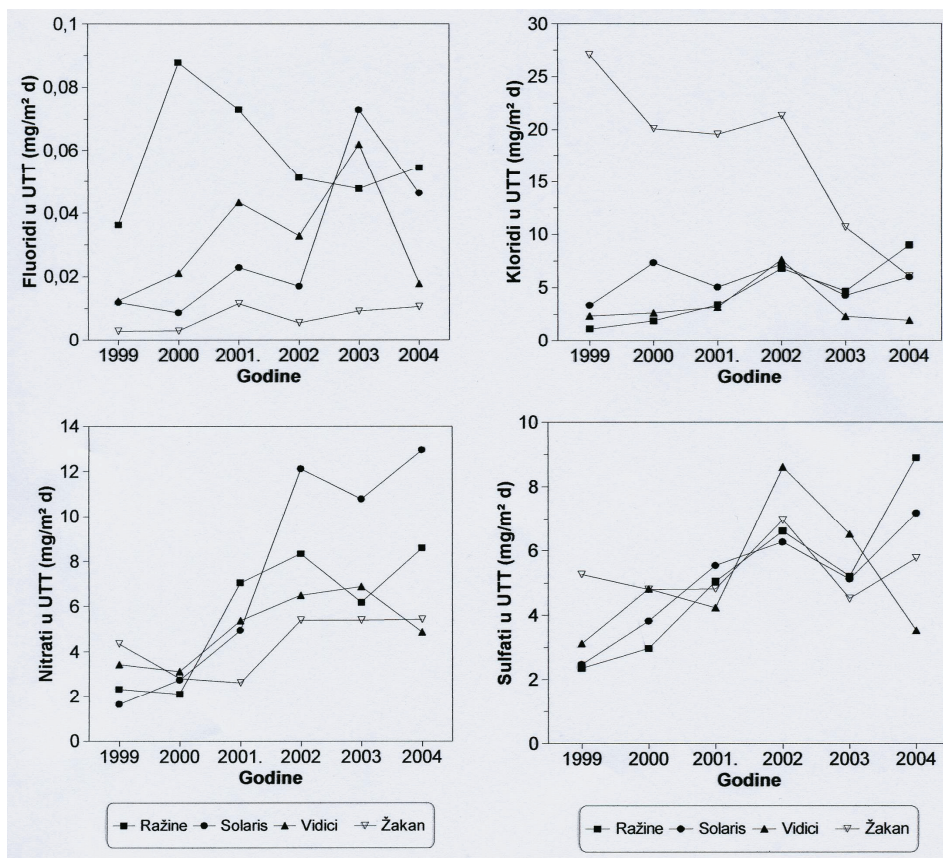 Fluoridi u UTT (mg/m² d)
0,1
0,08
0,06
0,04
0,02
0
1999 2000 2001. 2002 2003 2004
Godine
Kloridi u UTT (mg/m² d)
30
25
20
15
10
5
0
1999 2000 2001. 2002 2003 2004
Godine
Nitrati u UTT (mg/m² d)
14
12
10
8
6
4
2
0
1999 2000 2001. 2002 2003 2004
Godine
Sulfati u UTT (mg/m² d)
10
8
6
4
2
0
1999 2000 2001. 2002 2003 2004
Godine
Ražine Solaris Vidici Žakan
Ražine Solaris Vidici Žakan